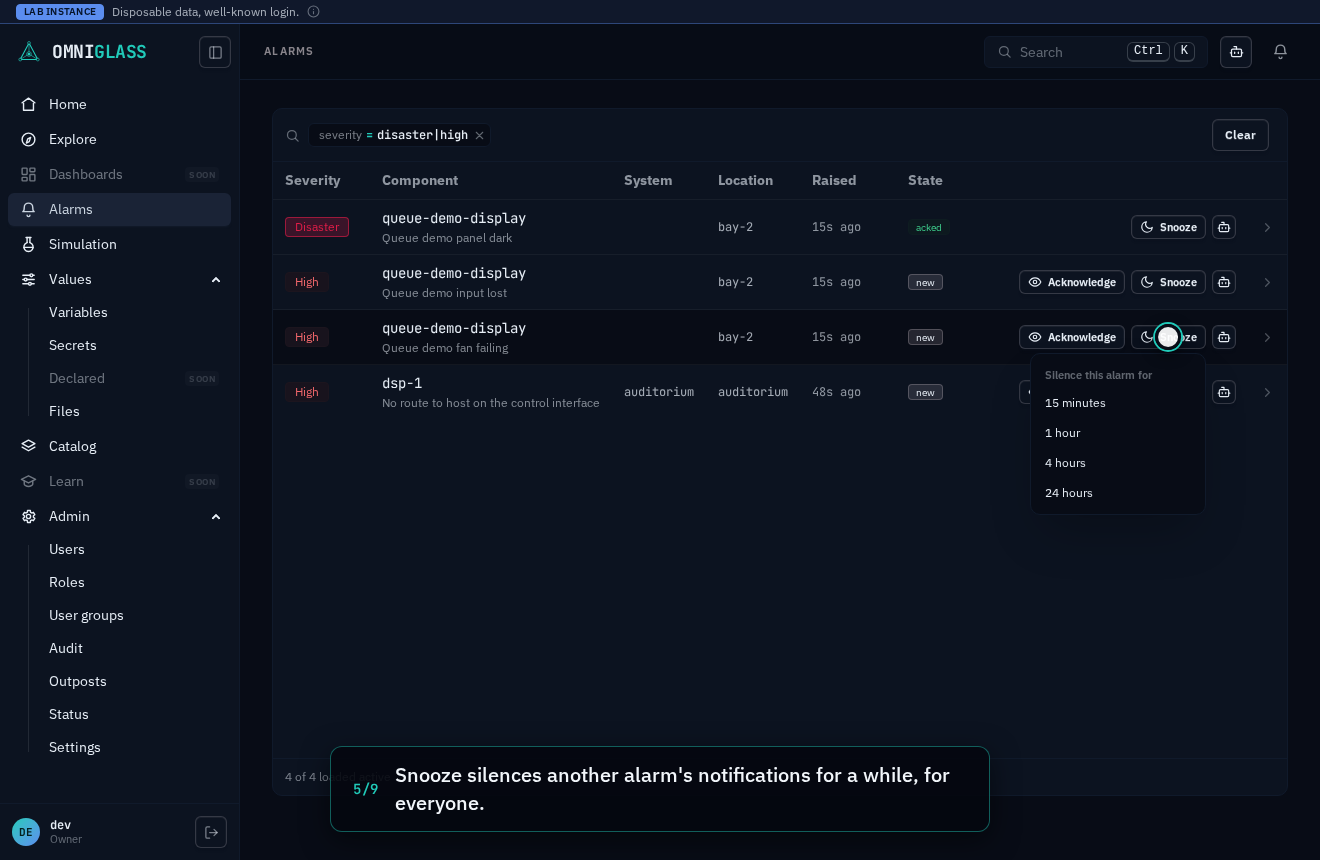 LAB INSTANCE Disposable data, well-known login.
OMNIGLASS
ALARMS
Search Ctrl K
Home
Explore
Dashboards SOON
Alarms
Simulation
Values
Variables
Secrets
Declared SOON
Files
Catalog
Learn SOON
Admin
Users
Roles
User groups
Audit
Outposts
Status
Settings
DE dev
Owner
severity = disaster|high
Clear
Severity Component System Location Raised State
Disaster queue-demo-display bay-2 15s ago acked Snooze
Queue demo panel dark
High queue-demo-display bay-2 15s ago new Acknowledge Snooze
Queue demo input lost
High queue-demo-display bay-2 15s ago new Acknowledge
Queue demo fan failing
High dsp-1 auditorium auditorium 48s ago new
No route to host on the control interface
Silence this alarm for
15 minutes
1 hour
4 hours
24 hours
4 of 4
5/9 Snooze silences another alarm's notifications for a while, for
everyone.